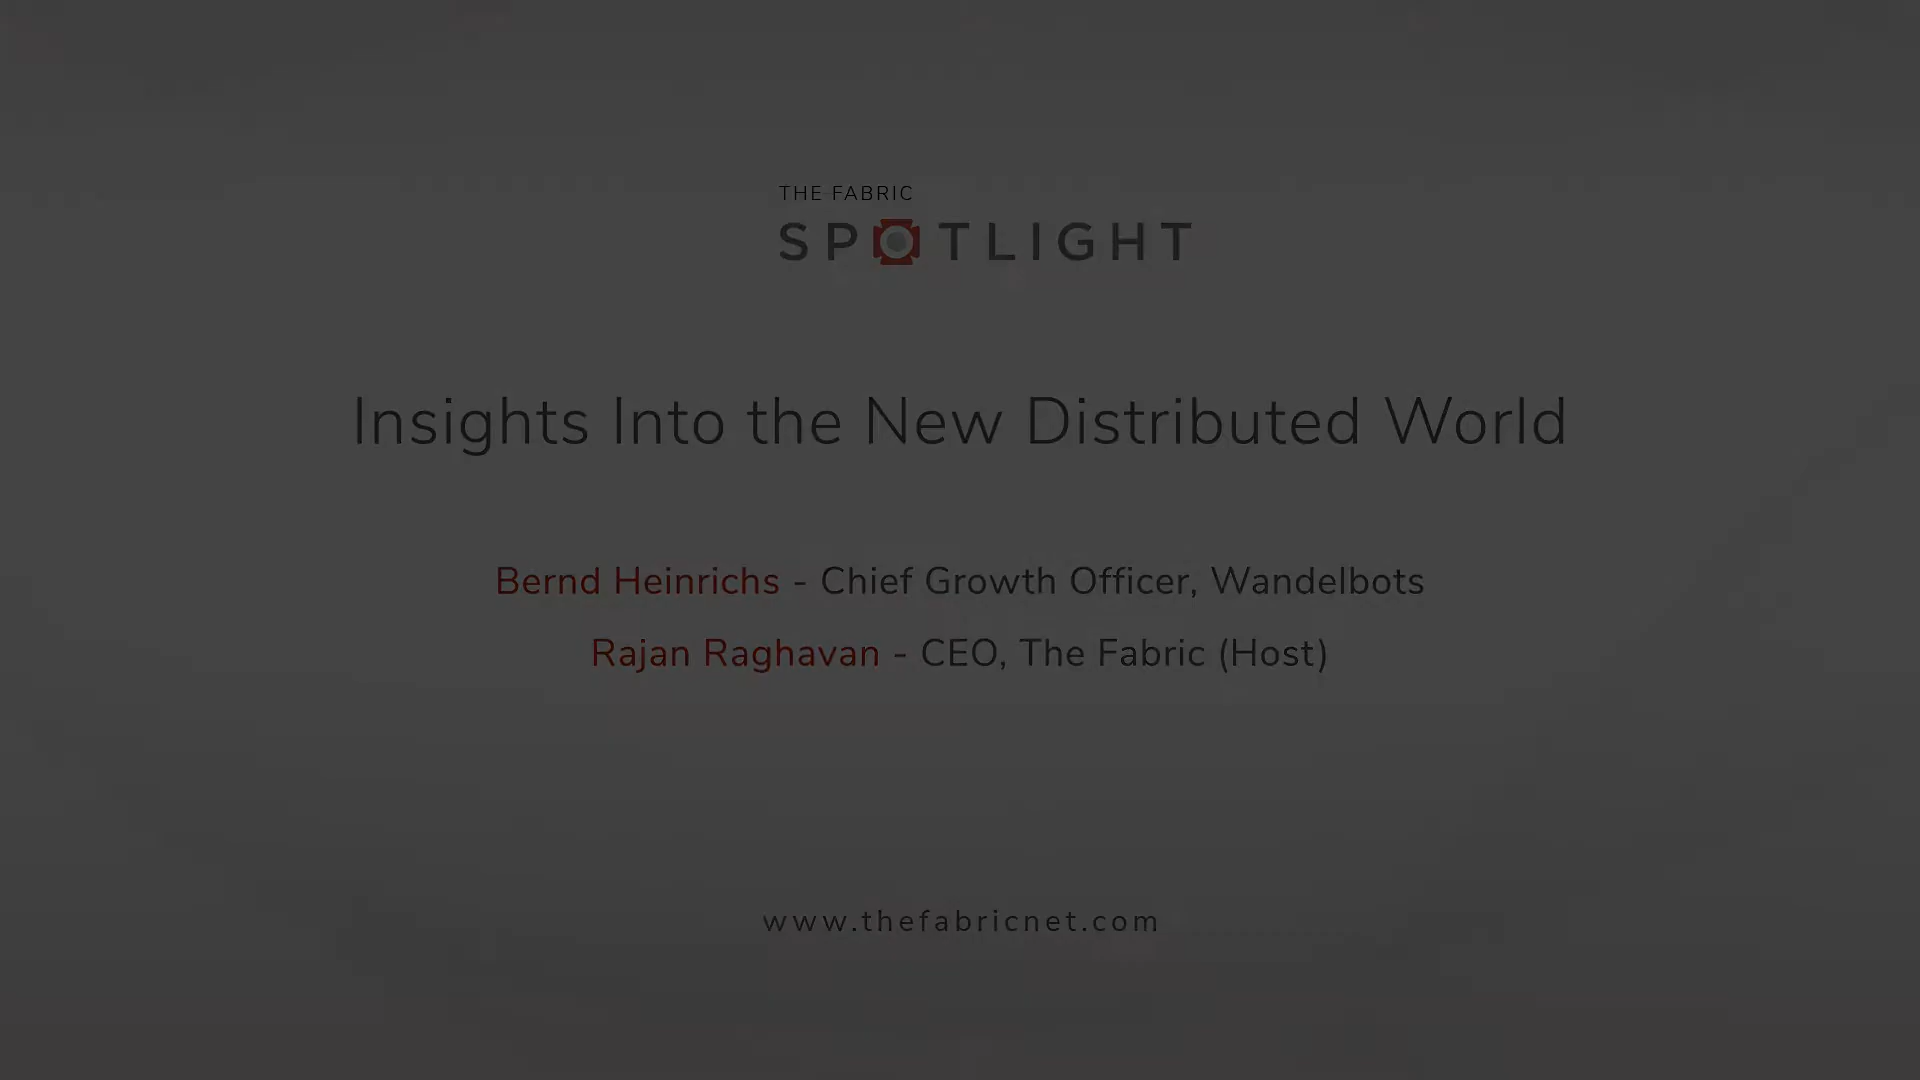 THE FABRIC
SPOTLIGHT
Insights Into the New Distributed World
Bernd Heinrichs - Chief Growth Officer, Wandelbots
Rajan Raghavan - CEO, The Fabric (Host)
www.thefabricnet.com